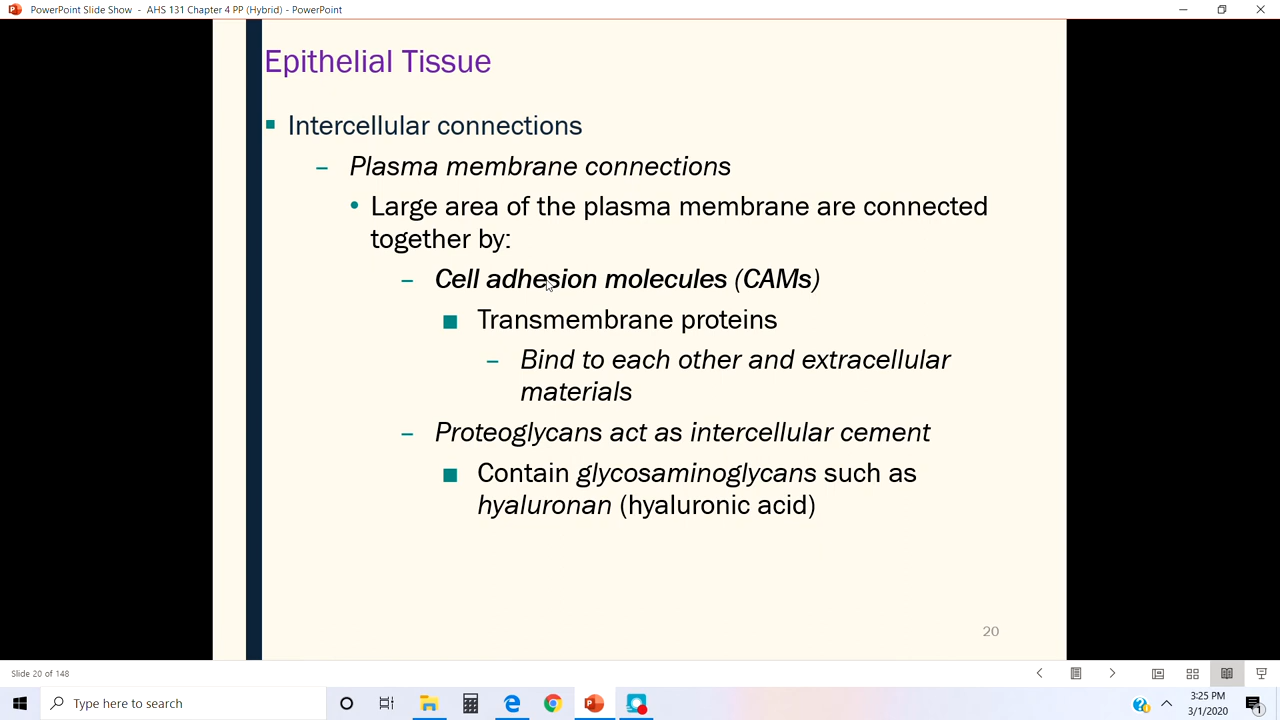 PowerPoint Slide Show - AHS 131 Chapter 4 PP (Hybrid) - PowerPoint
Epithelial Tissue
Intercellular connections
– Plasma membrane connections
• Large area of the plasma membrane are connected
together by:
– Cell adhesion molecules (CAMs)
Transmembrane proteins
– Bind to each other and extracellular
materials
– Proteoglycans act as intercellular cement
Contain glycosaminoglycans such as
hyaluronan (hyaluronic acid)
20
Slide 20 of 148
Type here to search
3:25 PM
3/1/2020
1